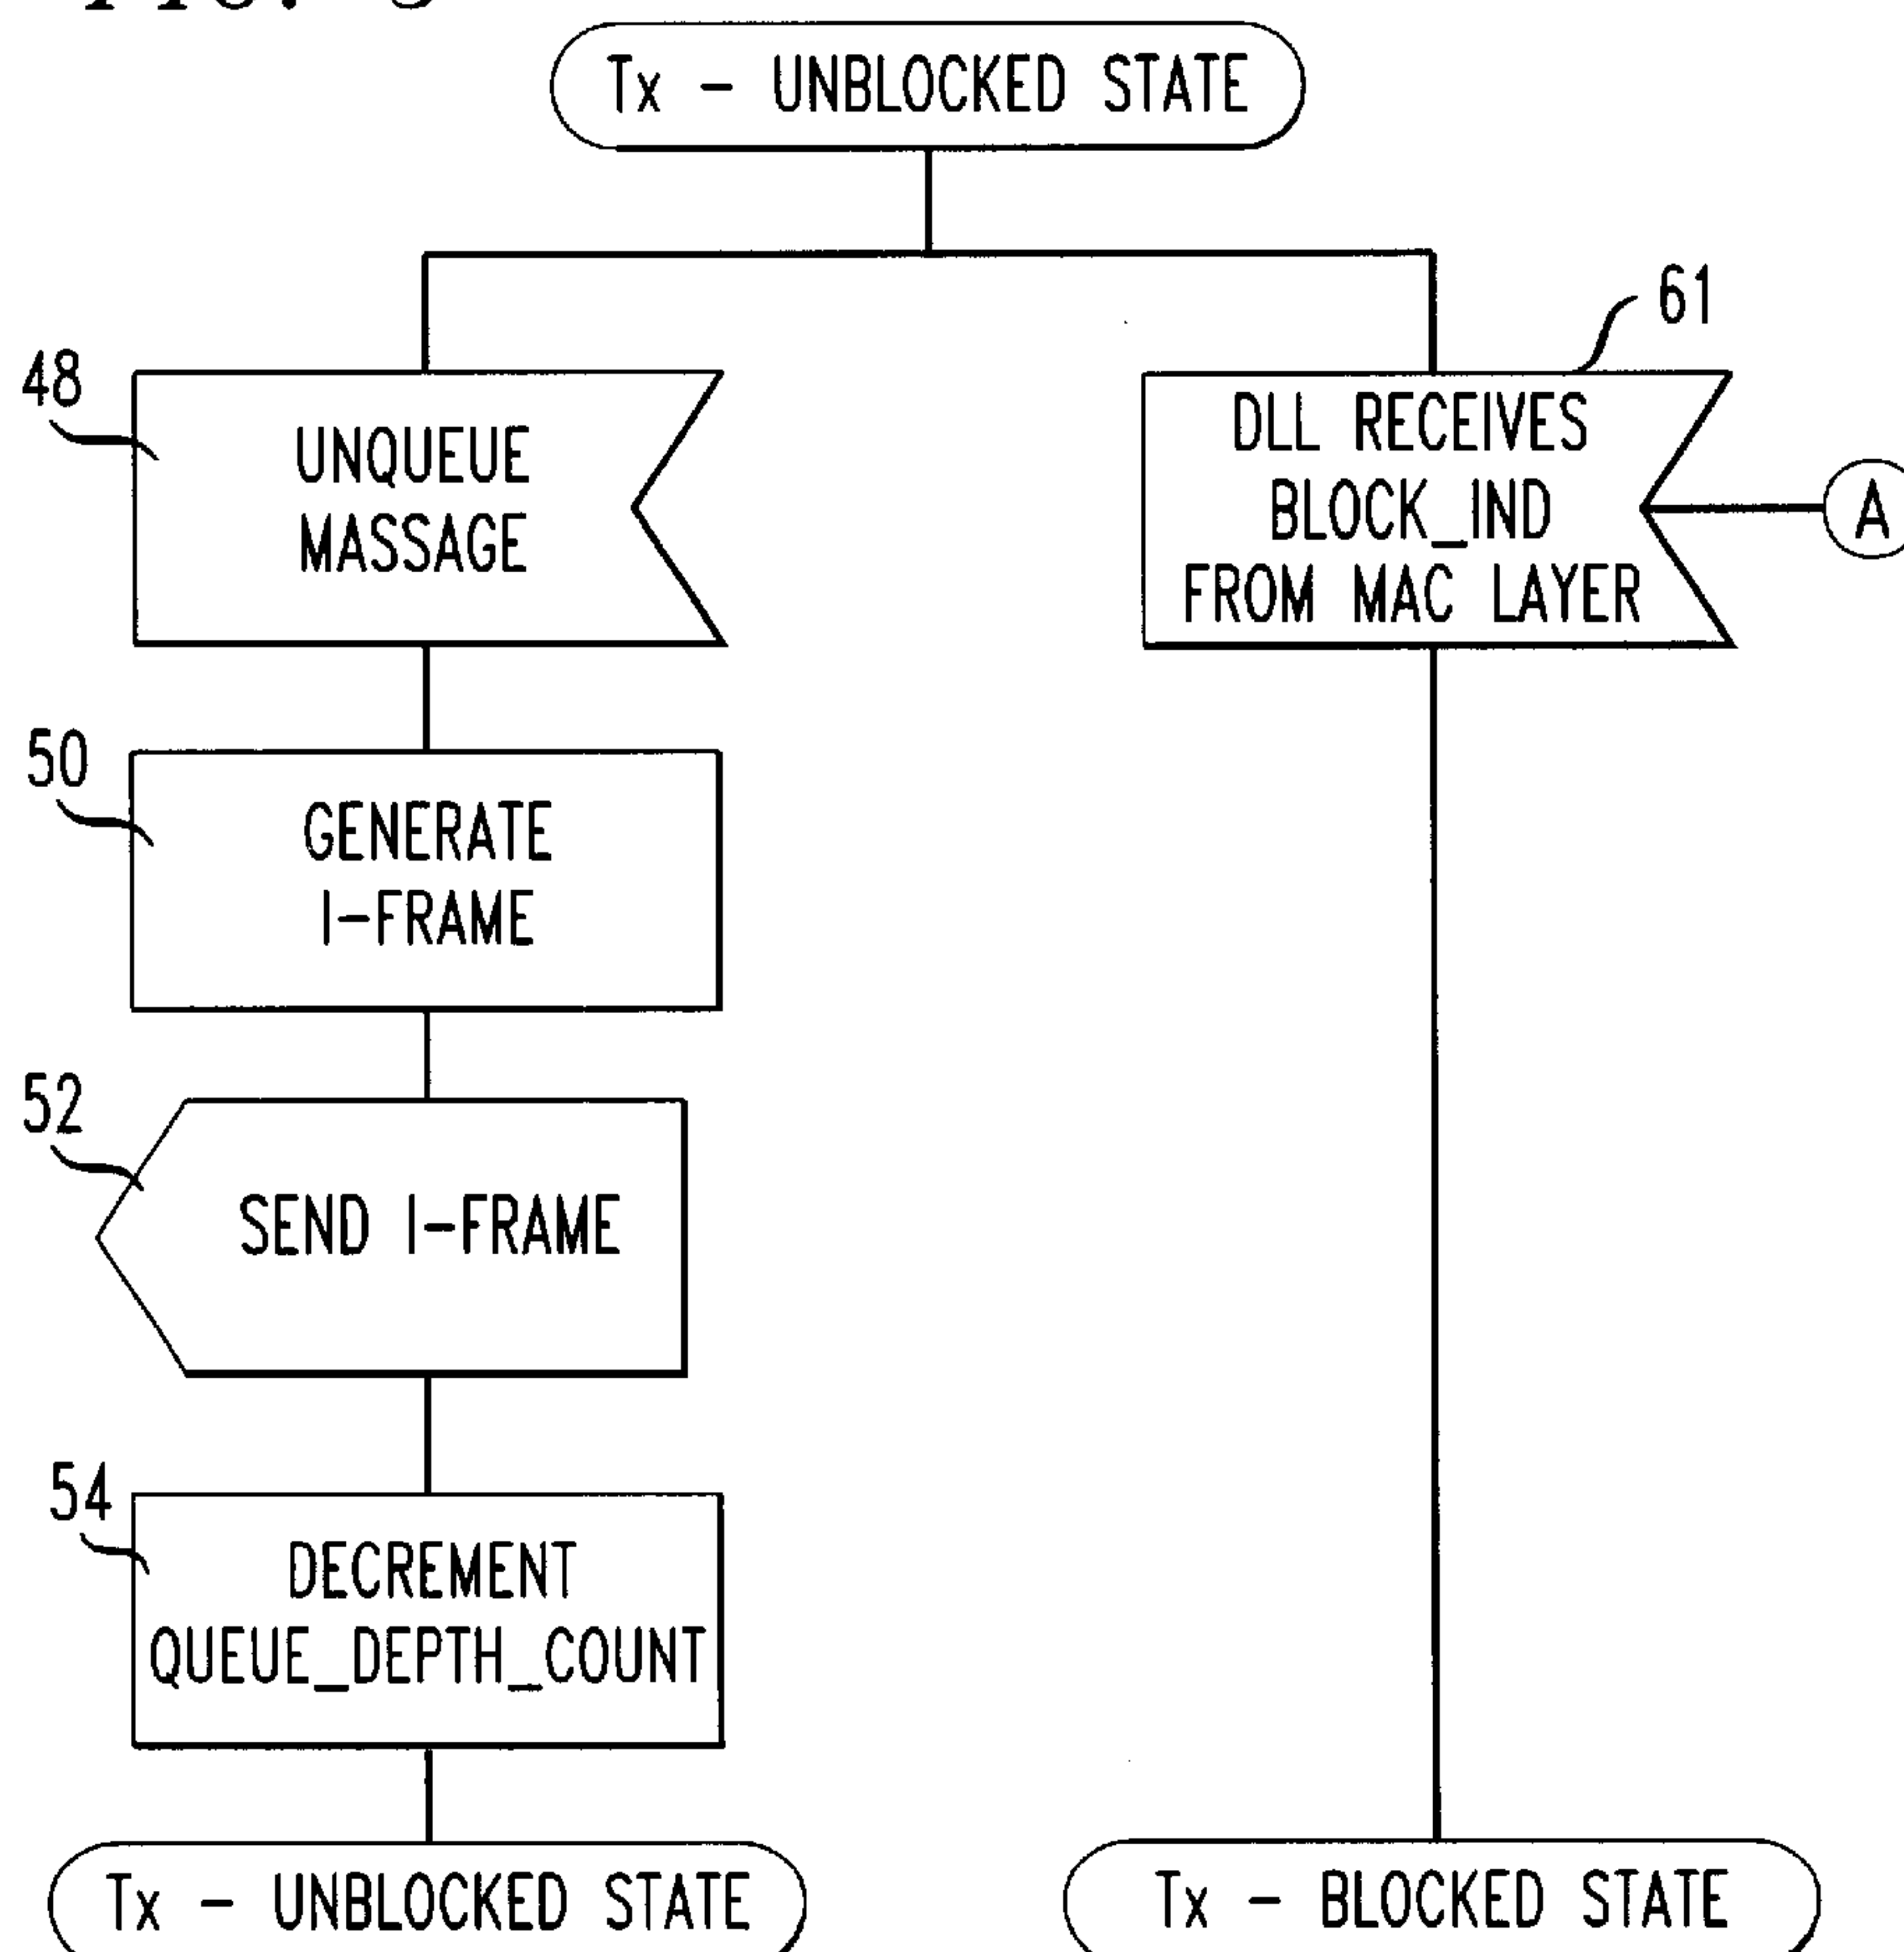 Tx - UNBLOCKED STATE
61
48
UNQUEUE
MASSAGE
DLL RECEIVES
BLOCK_IND
FROM MAC LAYER
A
50
GENERATE
I-FRAME
52
SEND I-FRAME
54
DECREMENT
QUEUE_DEPTH_COUNT
Tx - UNBLOCKED STATE
Tx - BLOCKED STATE